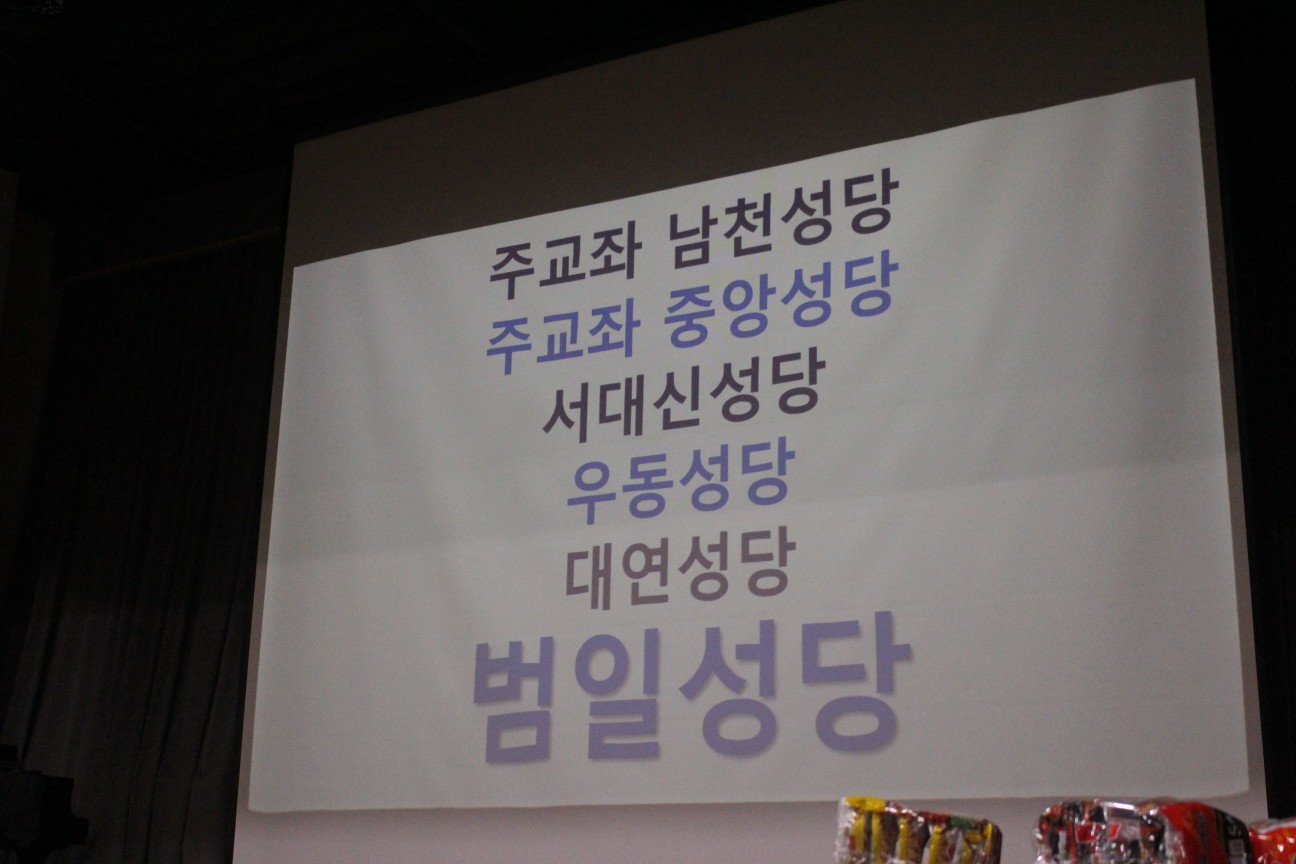 주교좌 남천성당
주교좌 중앙성당
서대신성당
우동성당
대연성당
범일성당